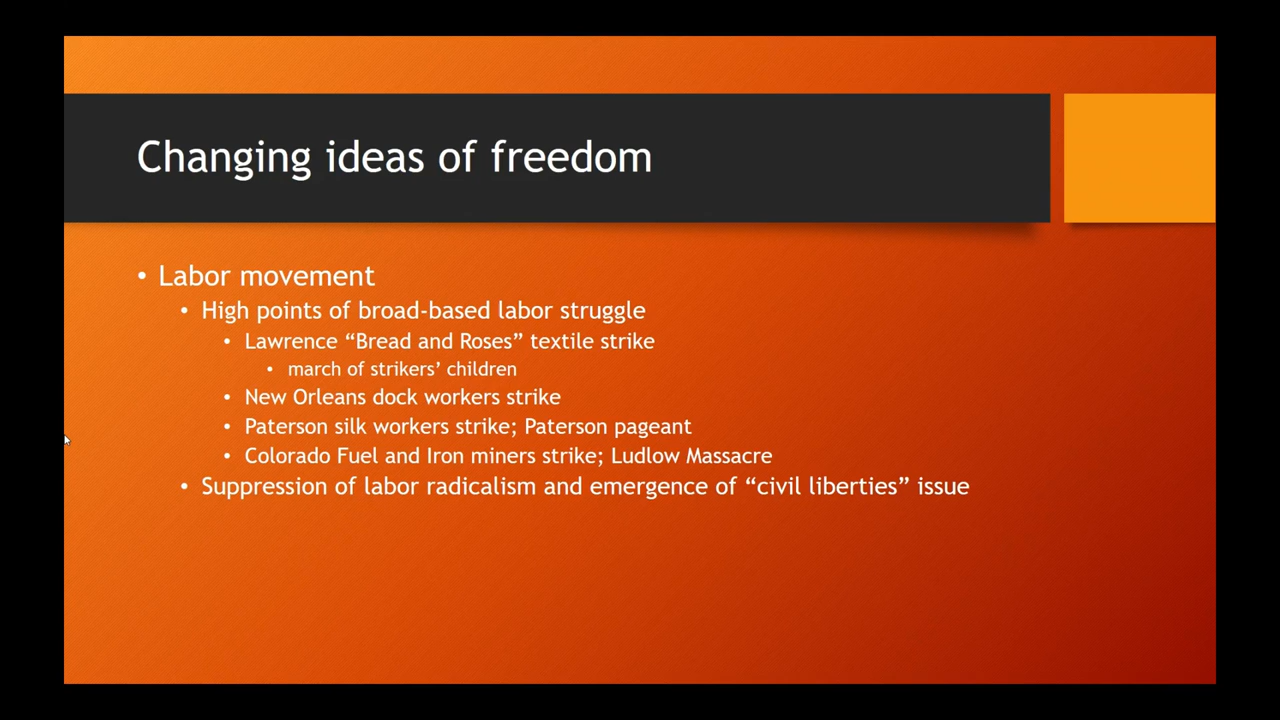 Changing ideas of freedom
• Labor movement
• High points of broad-based labor struggle
• Lawrence “Bread and Roses” textile strike
• march of strikers’ children
• New Orleans dock workers strike
• Paterson silk workers strike; Paterson pageant
• Colorado Fuel and Iron miners strike; Ludlow Massacre
• Suppression of labor radicalism and emergence of “civil liberties” issue